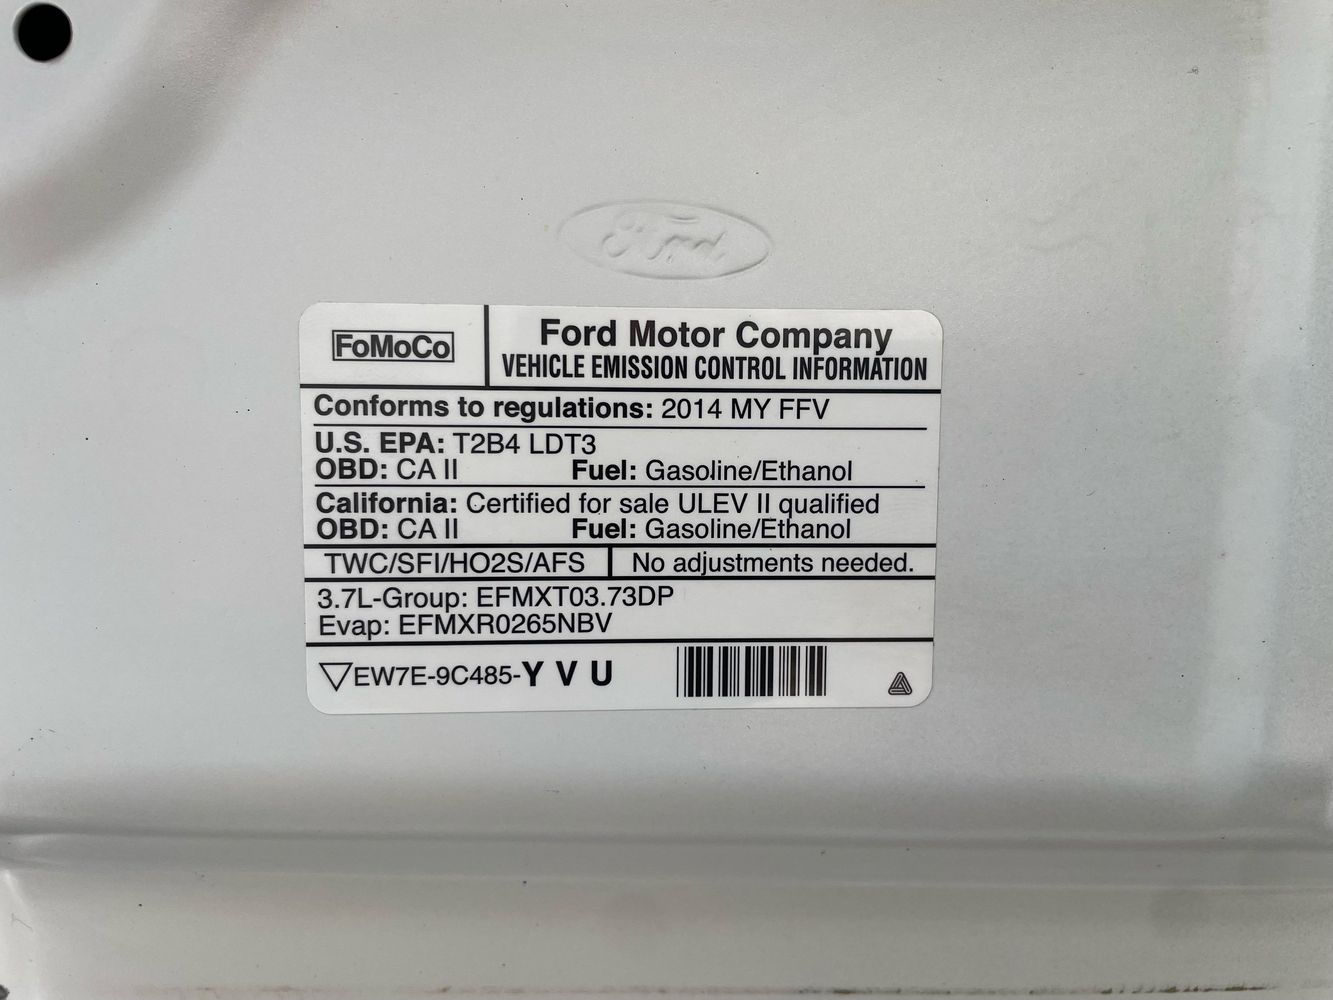 Ford
FoMoCo
Ford Motor Company
VEHICLE EMISSION CONTROL INFORMATION
Conforms to regulations: 2014 MY FFV
U.S. EPA: T2B4 LDT3
OBD: CA II Fuel: Gasoline/Ethanol
California: Certified for sale ULEV II qualified
OBD: CA II Fuel: Gasoline/Ethanol
TWC/SFI/HO2S/AFS No adjustments needed.
3.7L-Group: EFMXT03.73DP
Evap: EFMXR0265NBV
EW7E-9C485-Y V U